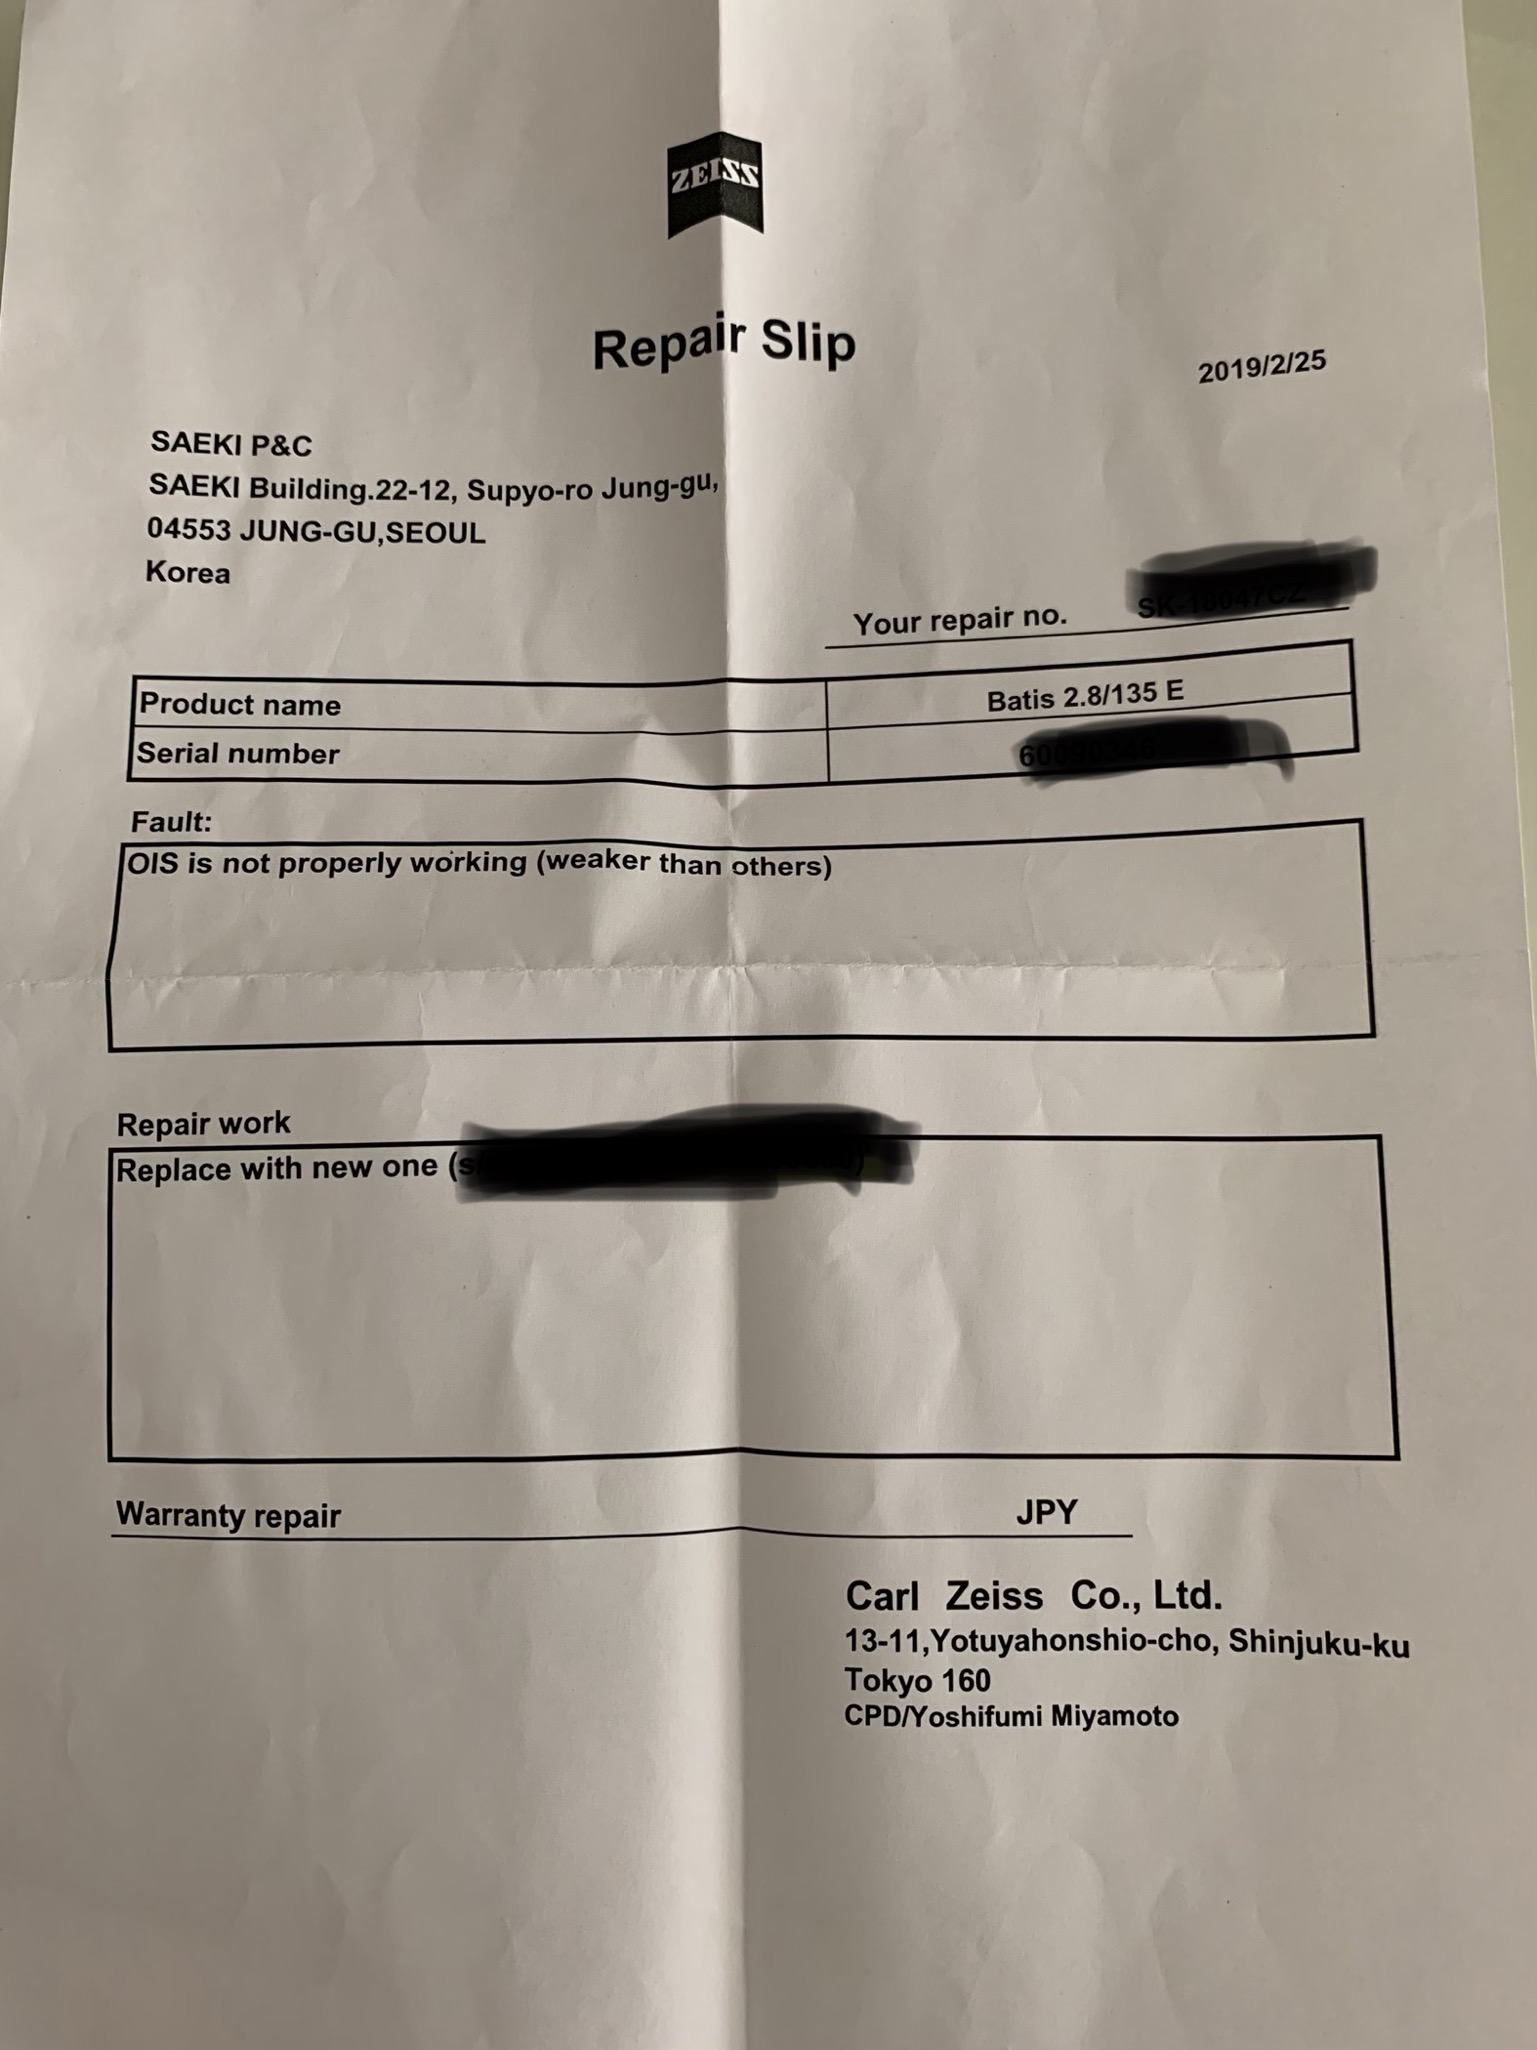 ZEISS
Repair Slip
2019/2/25
SAEKI P&C
SAEKI Building.22-12, Supyo-ro Jung-gu,
04553 JUNG-GU,SEOUL
Korea
Your repair no.
Product name Batis 2.8/135 E
Serial number
Fault:
OIS is not properly working (weaker than others)
Repair work
Replace with new one (
Warranty repair JPY
Carl Zeiss Co., Ltd.
13-11,Yotuyahonshio-cho, Shinjuku-ku
Tokyo 160
CPD/Yoshifumi Miyamoto